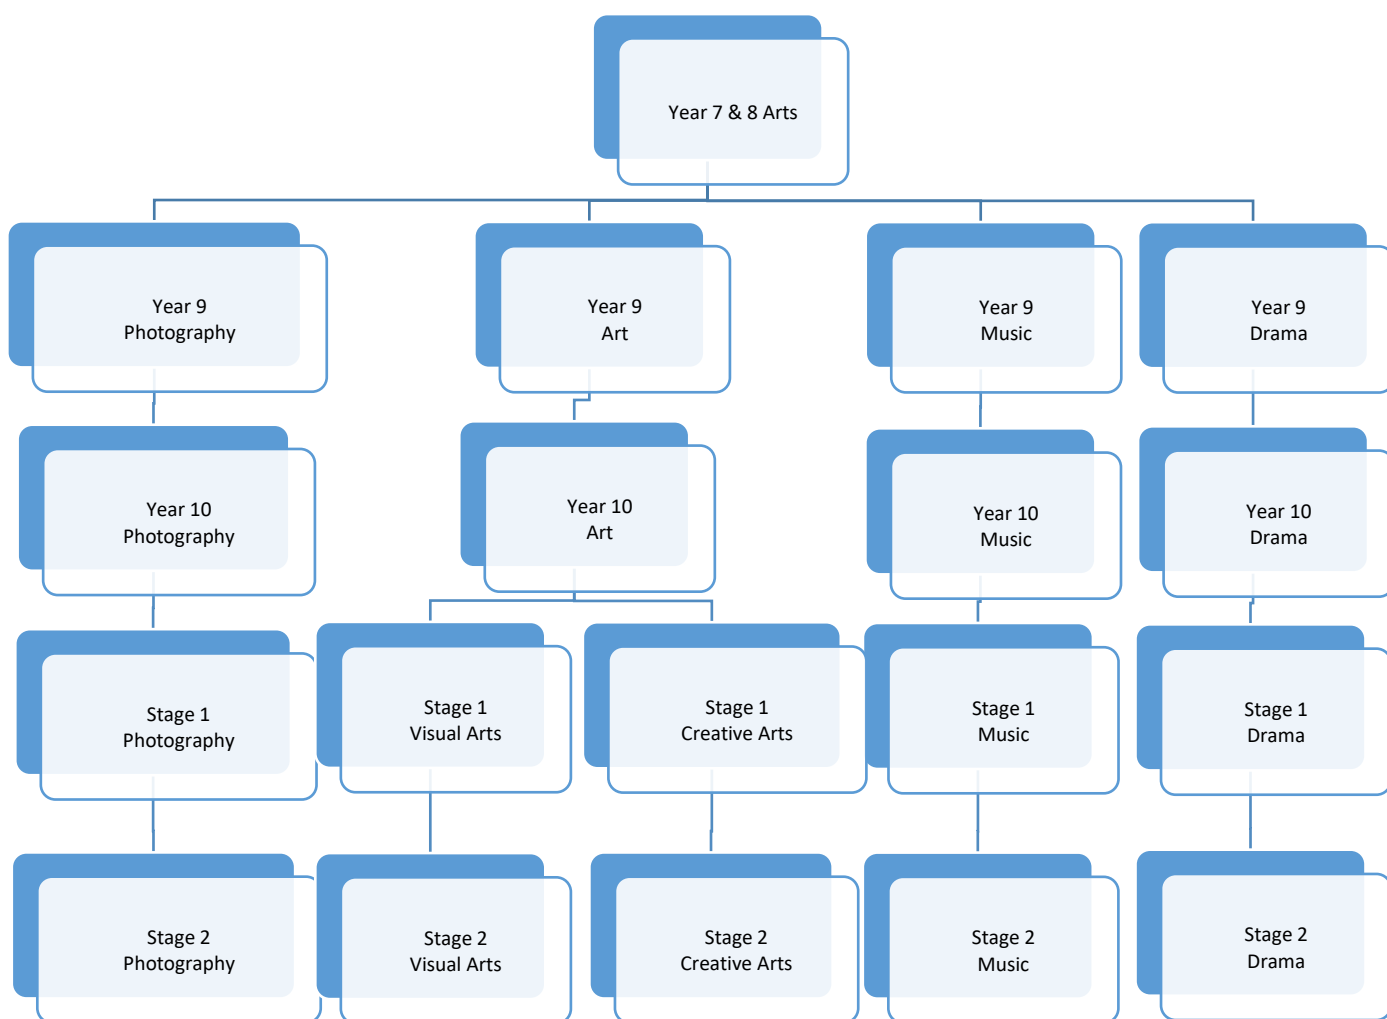 Year 7 & 8 Arts
Year 9
Photography
Year 9
Art
Year 9
Music
Year 9
Drama
Year 10
Photography
Year 10
Art
Year 10
Music
Year 10
Drama
Stage 1
Photography
Stage 1
Visual Arts
Stage 1
Creative Arts
Stage 1
Music
Stage 1
Drama
Stage 2
Photography
Stage 2
Visual Arts
Stage 2
Creative Arts
Stage 2
Music
Stage 2
Drama